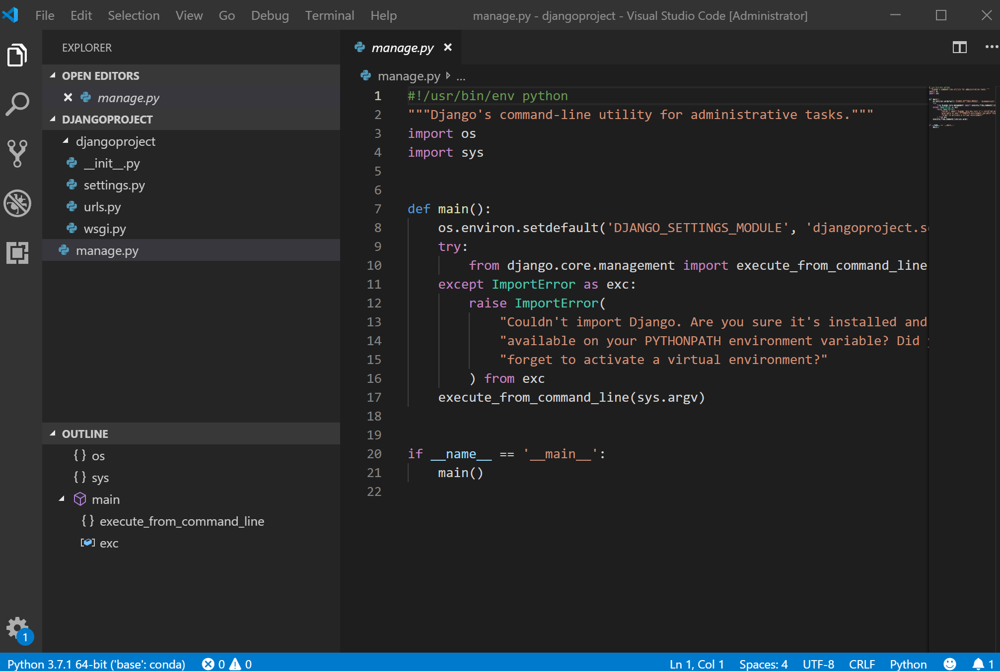 File Edit Selection View Go Debug Terminal Help manage.py - djangoproject - Visual Studio Code [Administrator]
EXPLORER
OPEN EDITORS
manage.py
DJANGOPROJECT
djangoproject
__init__.py
settings.py
urls.py
wsgi.py
manage.py
OUTLINE
{ } os
{ } sys
main
{ } execute_from_command_line
exc
1
manage.py
manage.py ...
1 #!/usr/bin/env python
2 """Django's command-line utility for administrative tasks."""
3 import os
4 import sys
5
6
7 def main():
8 os.environ.setdefault('DJANGO_SETTINGS_MODULE', 'djangoproject.s
9 try:
10 from django.core.management import execute_from_command_line
11 except ImportError as exc:
12 raise ImportError(
13 "Couldn't import Django. Are you sure it's installed and
14 "available on your PYTHONPATH environment variable? Did
15 "forget to activate a virtual environment?"
16 ) from exc
17 execute_from_command_line(sys.argv)
18
19
20 if __name__ == '__main__':
21 main()
22
Python 3.7.1 64-bit ('base': conda) 0 0 Ln 1, Col 1 Spaces: 4 UTF-8 CRLF Python 1